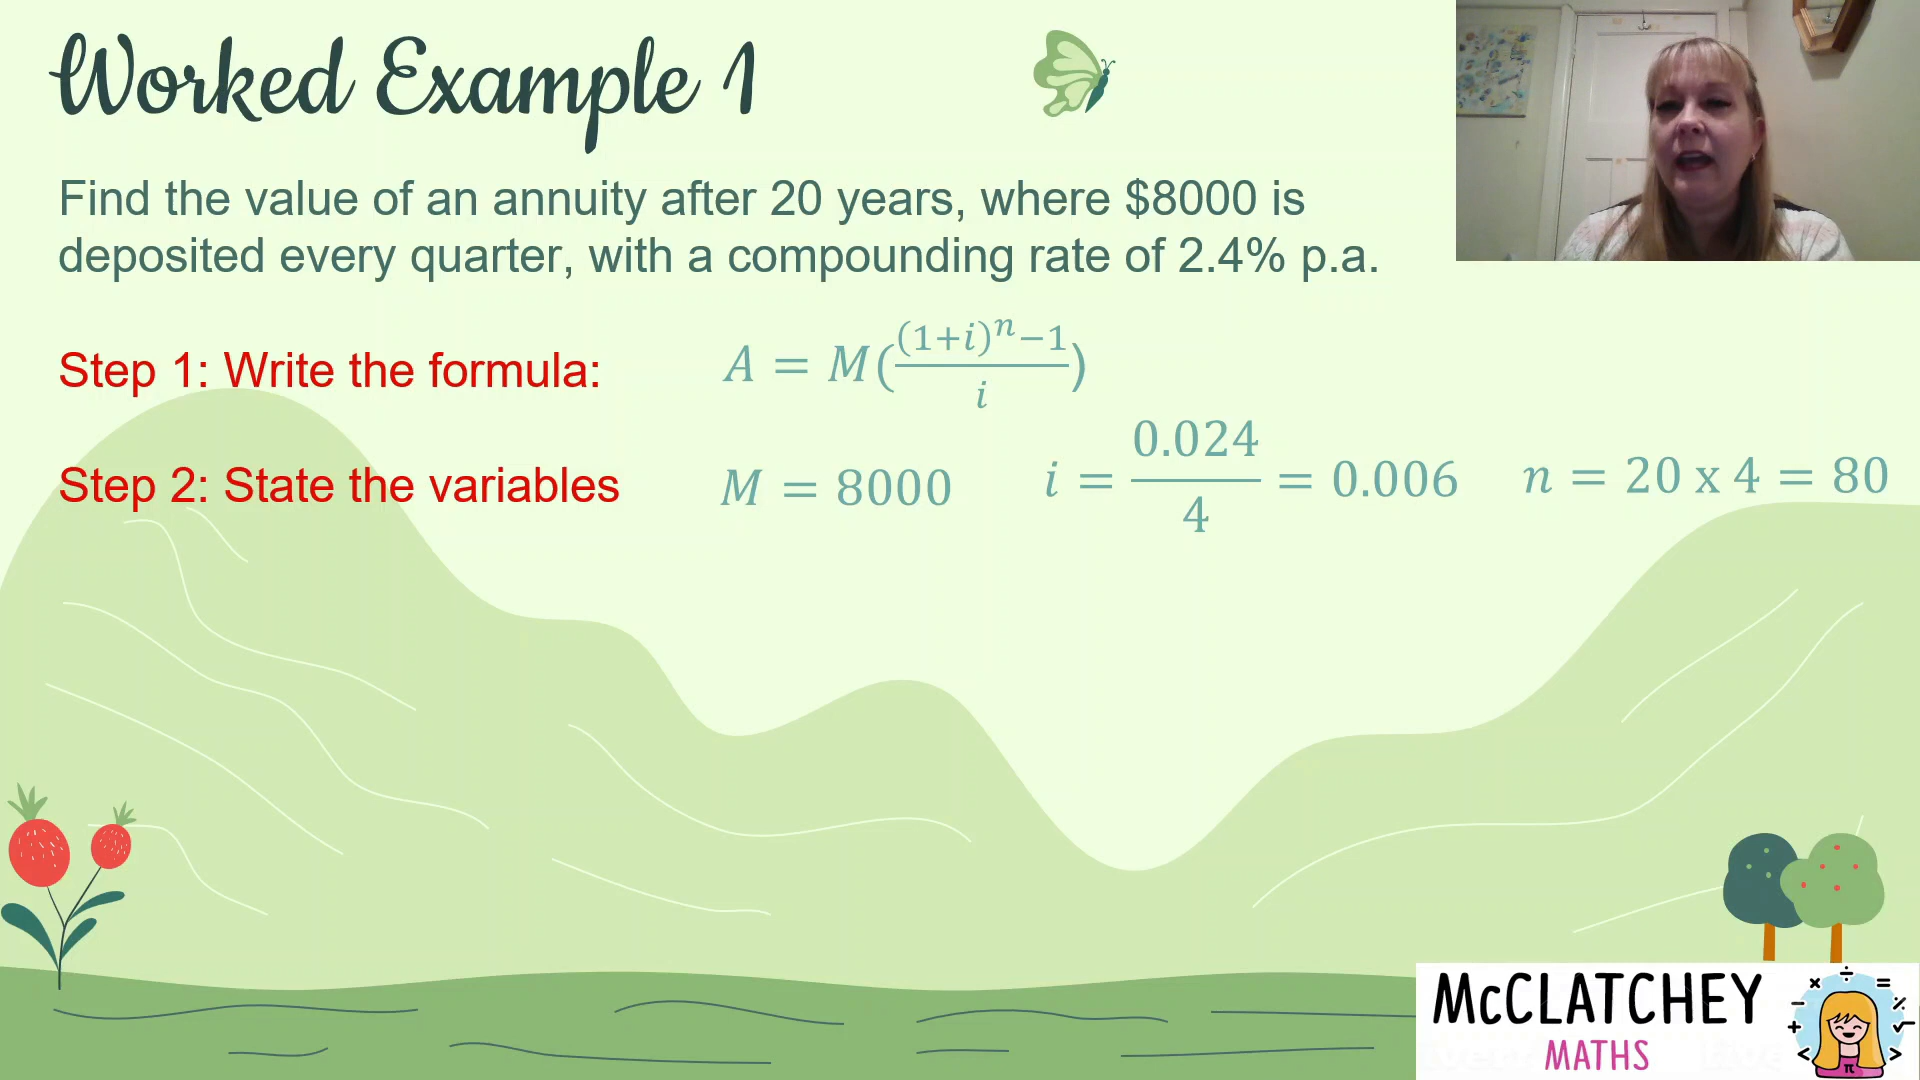 Worked Example 1
Find the value of an annuity after 20 years, where $8000 is
deposited every quarter, with a compounding rate of 2.4% p.a.
Step 1: Write the formula: A = M(((1+i)^n−1)/i)
Step 2: State the variables M = 8000 i = 0.024/4 = 0.006 n = 20 x 4 = 80
McCLATCHEY
MATHS